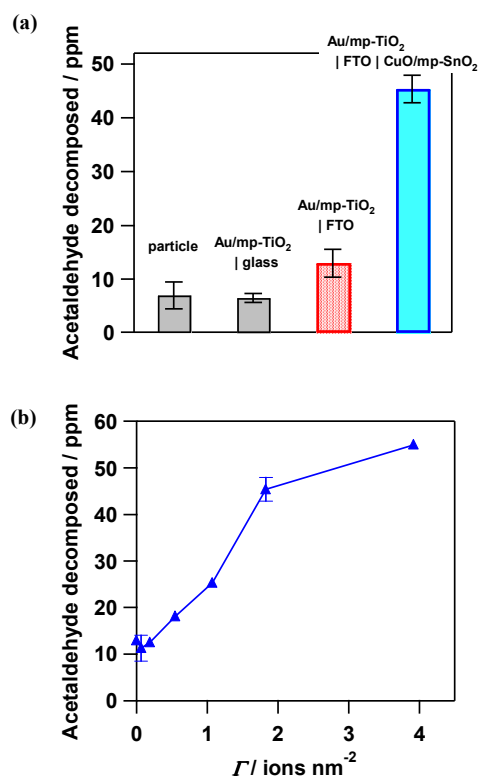 (a)
Au/mp-TiO₂
| FTO | CuO/mp-SnO₂
50
40
30
20
10
0
Acetaldehyde decomposed / ppm
particle
Au/mp-TiO₂
| glass
Au/mp-TiO₂
| FTO
(b)
60
50
40
30
20
10
0
Acetaldehyde decomposed / ppm
0 1 2 3 4
Γ / ions nm⁻²